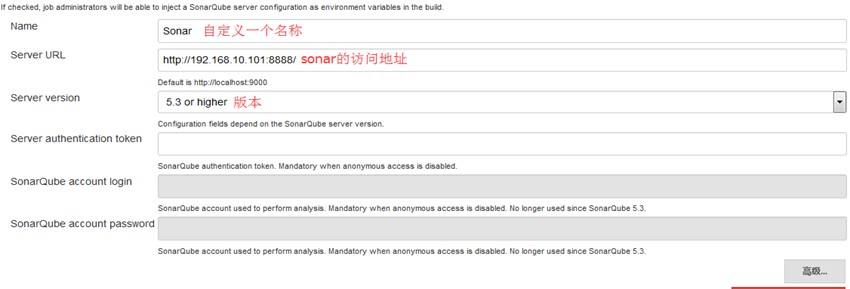 If checked, job administrators will be able to inject a SonarQube server configuration as environment variables in the build.
Name
Sonar 自定义一个名称
Server URL
http://192.168.10.101:8888/ sonar的访问地址
Default is http://localhost:9000
Server version
5.3 or higher 版本
Configuration fields depend on the SonarQube server version.
Server authentication token
SonarQube authentication token. Mandatory when anonymous access is disabled.
SonarQube account login
SonarQube account used to perform analysis. Mandatory when anonymous access is disabled. No longer used since SonarQube 5.3.
SonarQube account password
SonarQube account used to perform analysis. Mandatory when anonymous access is disabled. No longer used since SonarQube 5.3.
高级...